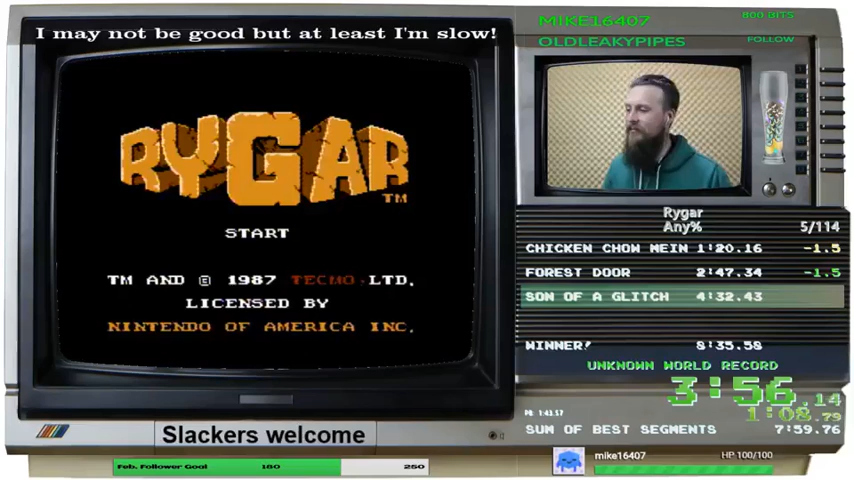 I may not be good but at least I'm slow!
RYGAR
TM
START
TM AND © 1987 TECMO, LTD.
LICENSED BY
NINTENDO OF AMERICA INC.
Slackers welcome
Feb. Follower Goal 180 250
MIKE16407 800 BITS
OLDLEAKYPIPES FOLLOW
Rygar
Any% 5/114
CHICKEN CHOW MEIN 1:20.16 -1.5
FOREST DOOR 2:47.34 -1.5
SON OF A GLITCH 4:32.43
WINNER! 8:35.58
UNKNOWN WORLD RECORD
3:56.14
PB: 1:43.57 1:08.79
SUM OF BEST SEGMENTS 7:59.76
mike16407 HP 100/100